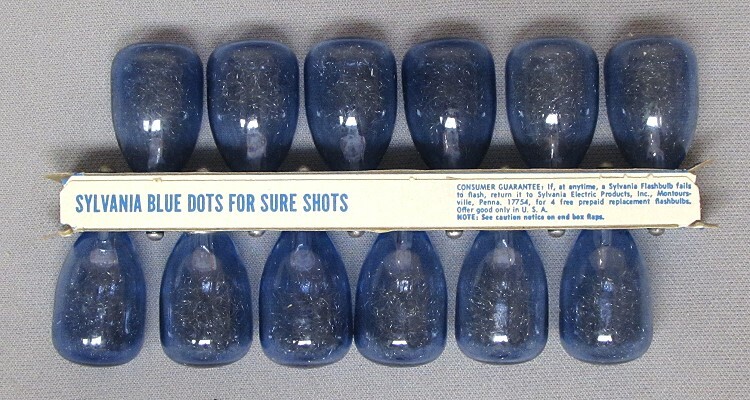 SYLVANIA BLUE DOTS FOR SURE SHOTS
CONSUMER GUARANTEE: If, at anytime, a Sylvania Flashbulb fails
to flash, return it to Sylvania Electric Products, Inc., Montours-
ville, Penna. 17754, for 4 free prepaid replacement flashbulbs.
Offer good only in U. S. A.
NOTE: See caution notice on end box flaps.